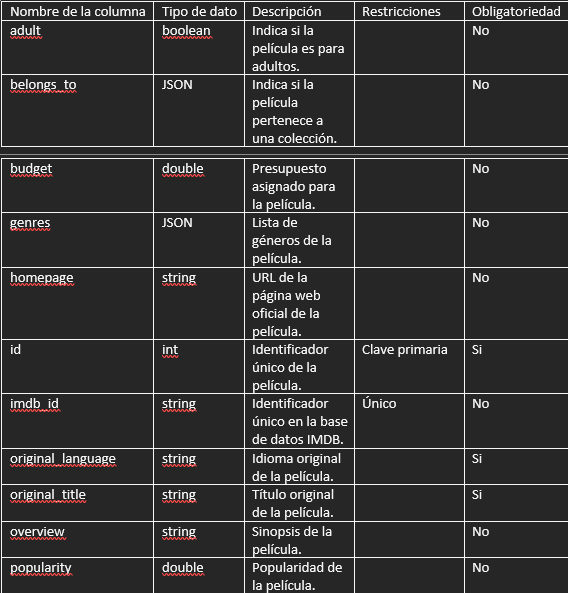 Nombre de la columna Tipo de dato Descripción Restricciones Obligatoriedad
adult boolean Indica si la No
película es para
adultos.
belongs_to JSON Indica si la No
película
pertenece a
una colección.
budget double Presupuesto No
asignado para
la película.
genres JSON Lista de No
géneros de la
película.
homepage string URL de la No
página web
oficial de la
película.
id int Identificador Clave primaria Si
único de la
película.
imdb_id string Identificador Único No
único en la base
de datos IMDB.
original_language string Idioma original Si
de la película.
original_title string Título original Si
de la película.
overview string Sinopsis de la No
película.
popularity double Popularidad de No
la película.